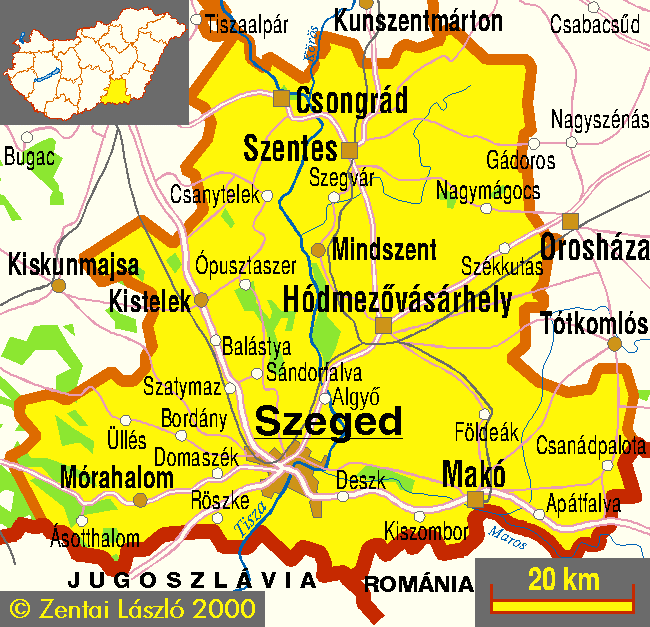 Tiszaalpár
Kunszentmárton
Csabacsűd
Körös
Csongrád
Nagyszénás
Szentes
Bugac
Gádoros
Szegvár
Csanytelek
Nagymágocs
Mindszent
Orosháza
Kiskunmajsa
Ópusztaszer
Székkutas
Kistelek
Hódmezővásárhely
Tótkomlós
Balástya
Sándorfalva
Szatymaz
Algyő
Bordány
Szeged
Üllés
Földeák
Csanádpalota
Domaszék
Mórahalom
Deszk
Makó
Röszke
Apátfalva
Tisza
Kiszombor
Ásotthalom
Maros
JUGOSZLÁVIA
ROMÁNIA
20 km
© Zentai László 2000